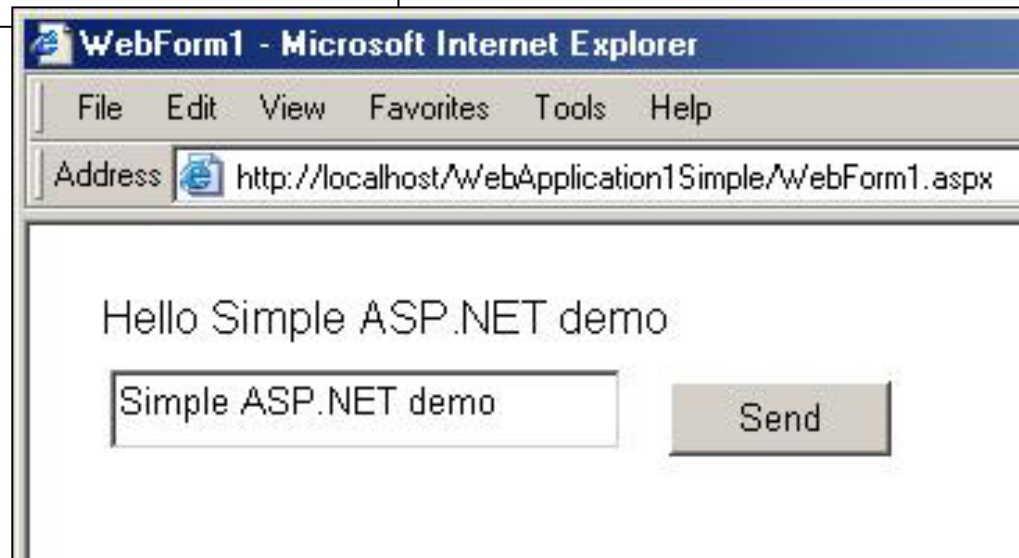 WebForm1 - Microsoft Internet Explorer
File Edit View Favorites Tools Help
Address http://localhost/WebApplication1Simple/WebForm1.aspx
Hello Simple ASP.NET demo
Simple ASP.NET demo Send